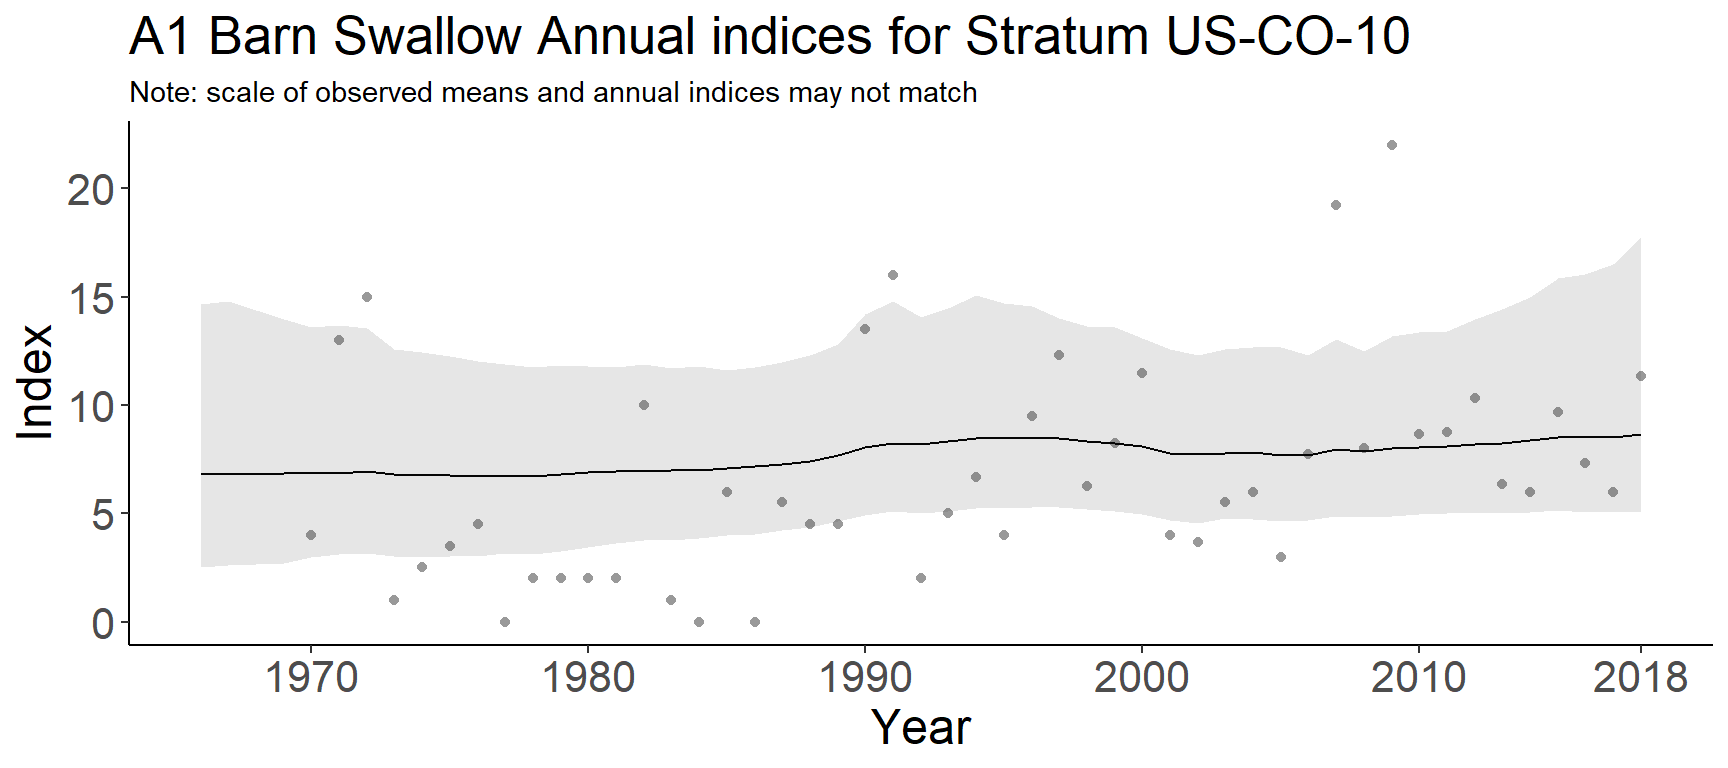 A1 Barn Swallow Annual indices for Stratum US-CO-10
Note: scale of observed means and annual indices may not match
20
15
10
5
0
Index
1970 1980 1990 2000 2010 2018
Year